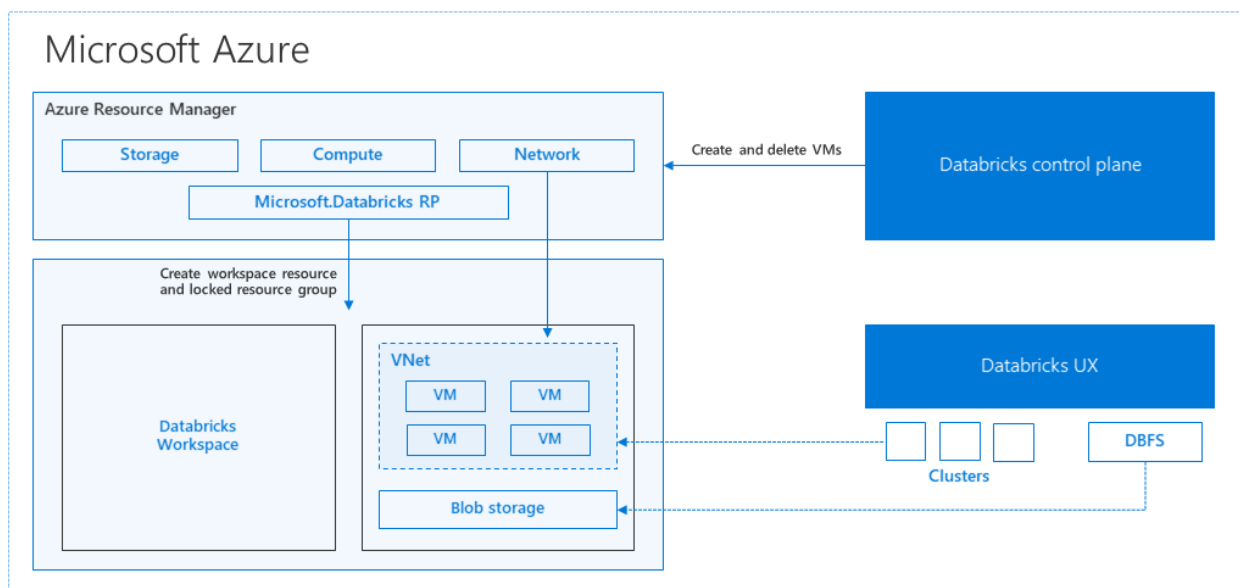 Microsoft Azure
Azure Resource Manager
Storage
Compute
Network
Microsoft.Databricks RP
Create and delete VMs
Databricks control plane
Create workspace resource
and locked resource group
Databricks
Workspace
VNet
VM
VM
VM
VM
Blob storage
Databricks UX
Clusters
DBFS